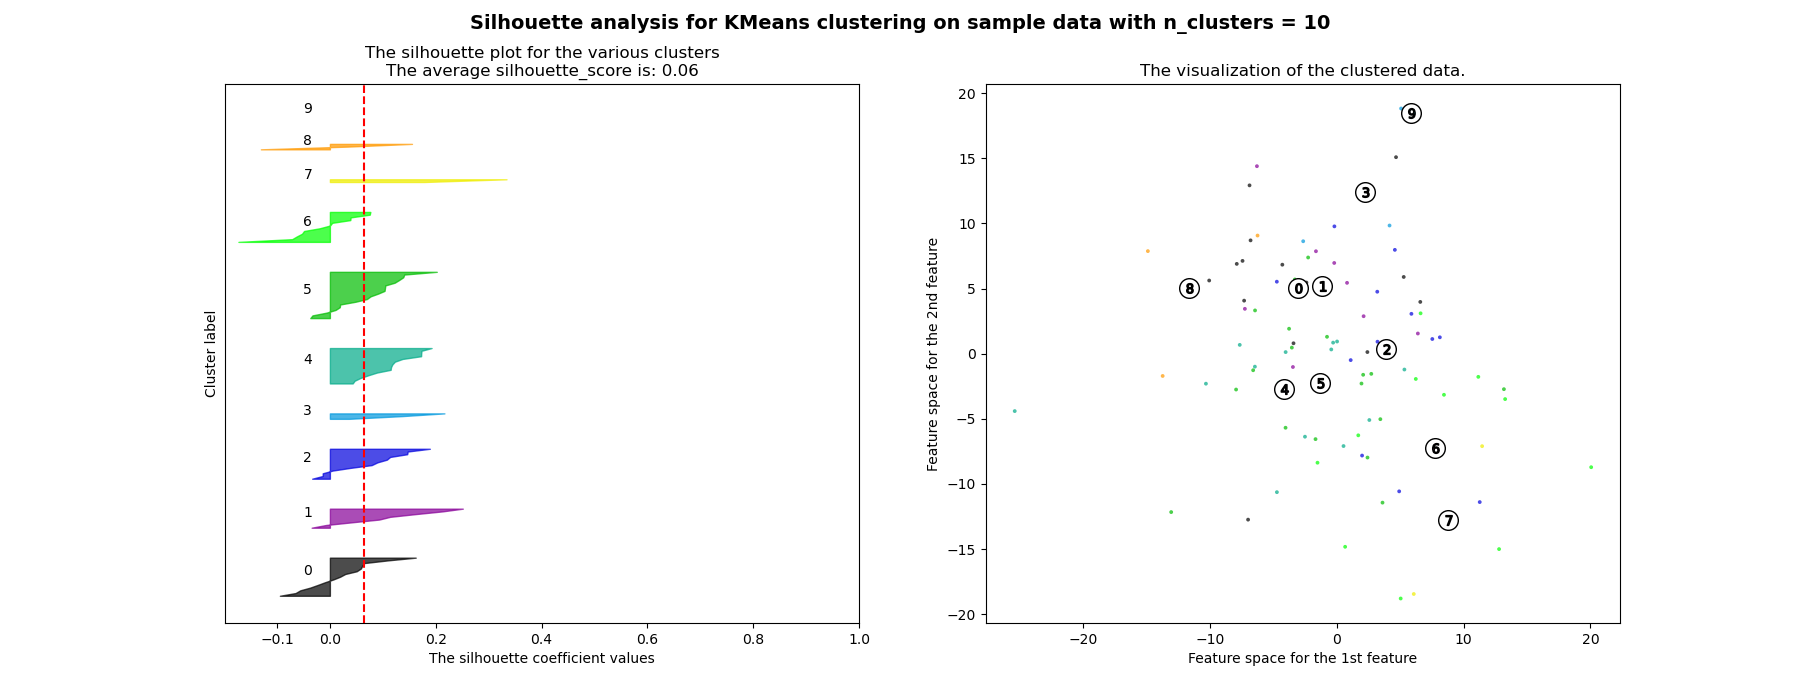 Silhouette analysis for KMeans clustering on sample data with n_clusters = 10
The silhouette plot for the various clusters
The average silhouette_score is: 0.06
9
8
7
6
5
4
3
2
1
0
Cluster label
−0.1 0.0 0.2 0.4 0.6 0.8 1.0
The silhouette coefficient values
The visualization of the clustered data.
20
15
10
5
0
−5
−10
−15
−20
Feature space for the 2nd feature
9
3
8 0 1
2
4 5
6
7
−20 −10 0 10 20
Feature space for the 1st feature